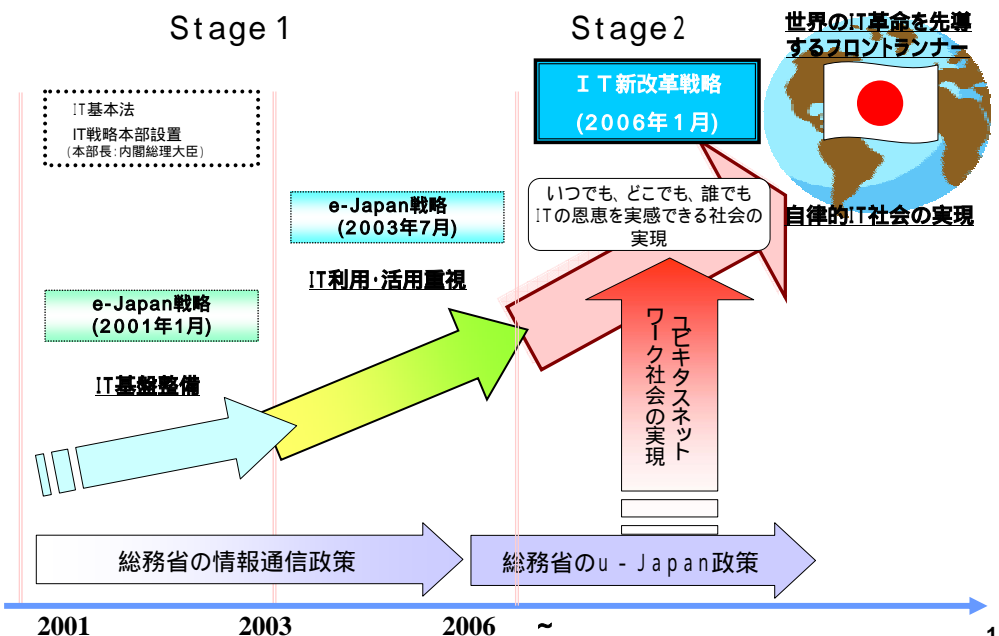 Stage 1
Stage2
世界のIT革命を先導
するフロントランナー
IT基本法
IT戦略本部設置
(本部長：内閣総理大臣)
ＩＴ新改革戦略
(2006年1月)
いつでも、どこでも、誰でも
ITの恩恵を実感できる社会の
実現
自律的IT社会の実現
e-Japan戦略
(2003年7月)
IT利用・活用重視
e-Japan戦略
(2001年1月)
IT基盤整備
ユビキタスネット
ワーク社会の実現
総務省の情報通信政策
総務省のu‐Japan政策
2001
2003
2006 ~
1